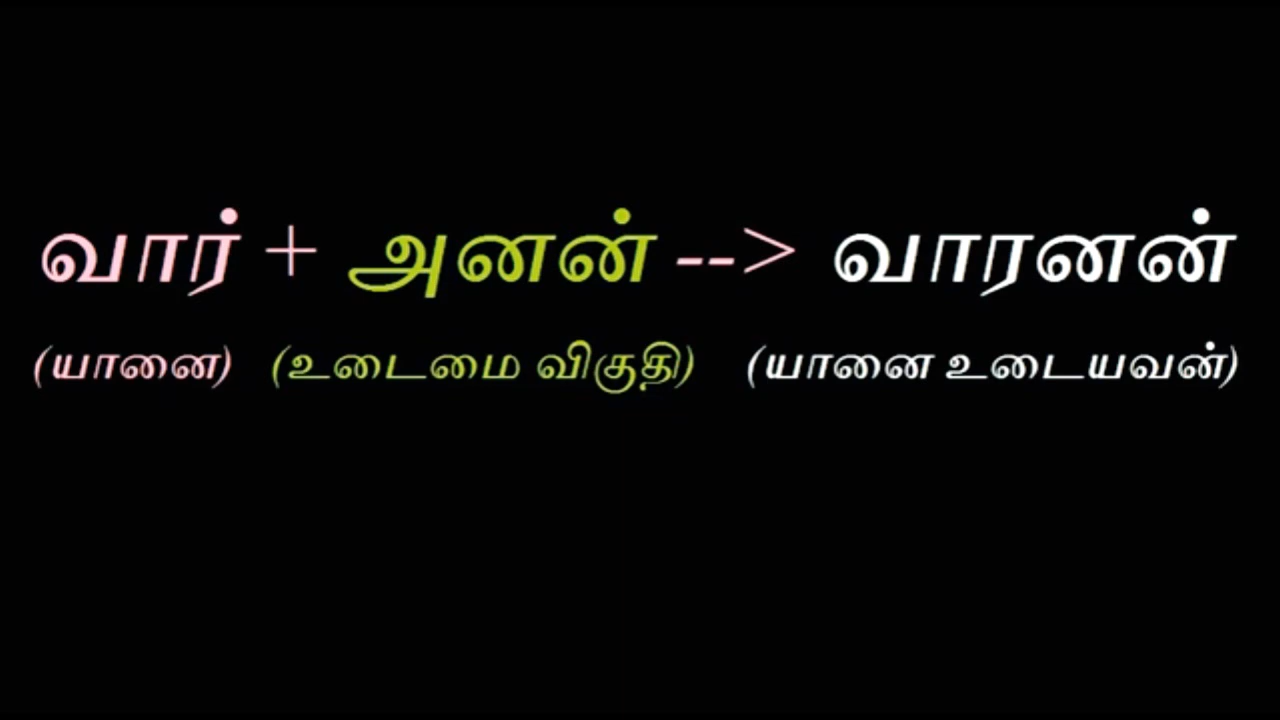 வார் + அனன் --> வாரனன்
(யானை) (உடைமை விகுதி) (யானை உடையவன்)